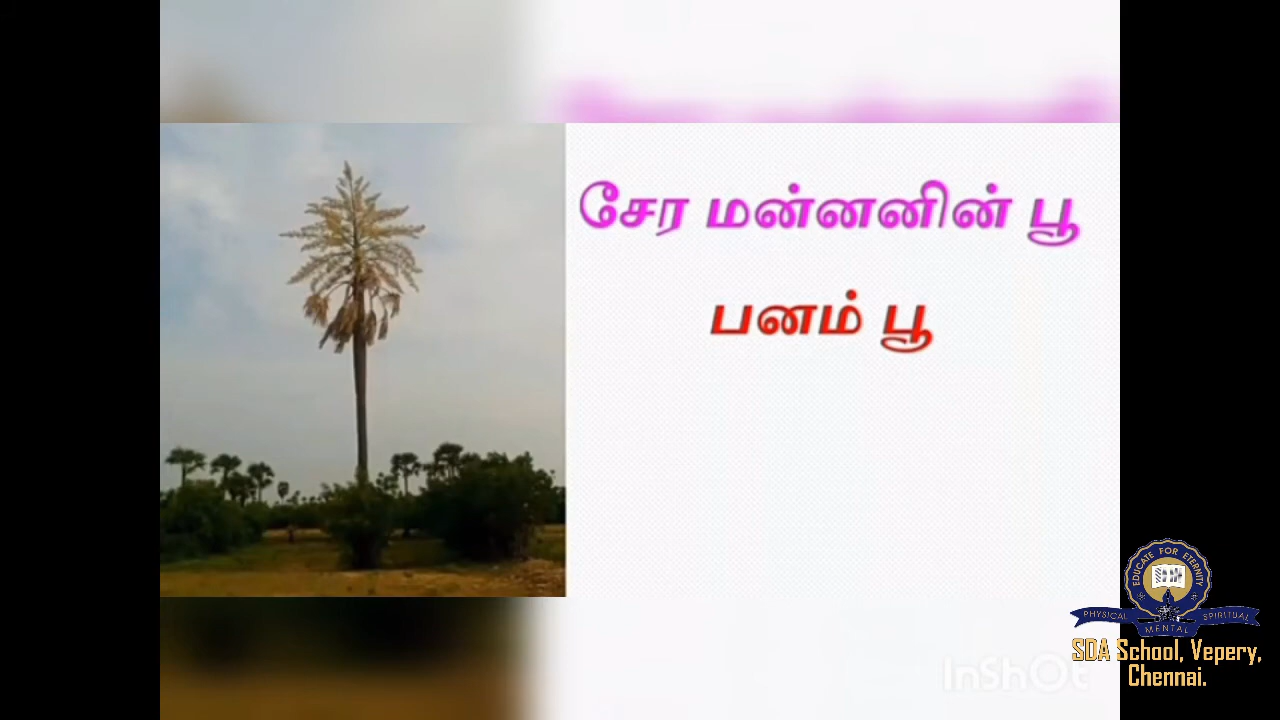 சேர மன்னனின் பூ
பனம் பூ
EDUCATE FOR ETERNITY
PHYSICAL MENTAL SPIRITUAL
SDA School, Vepery,
Chennai.
InShOt